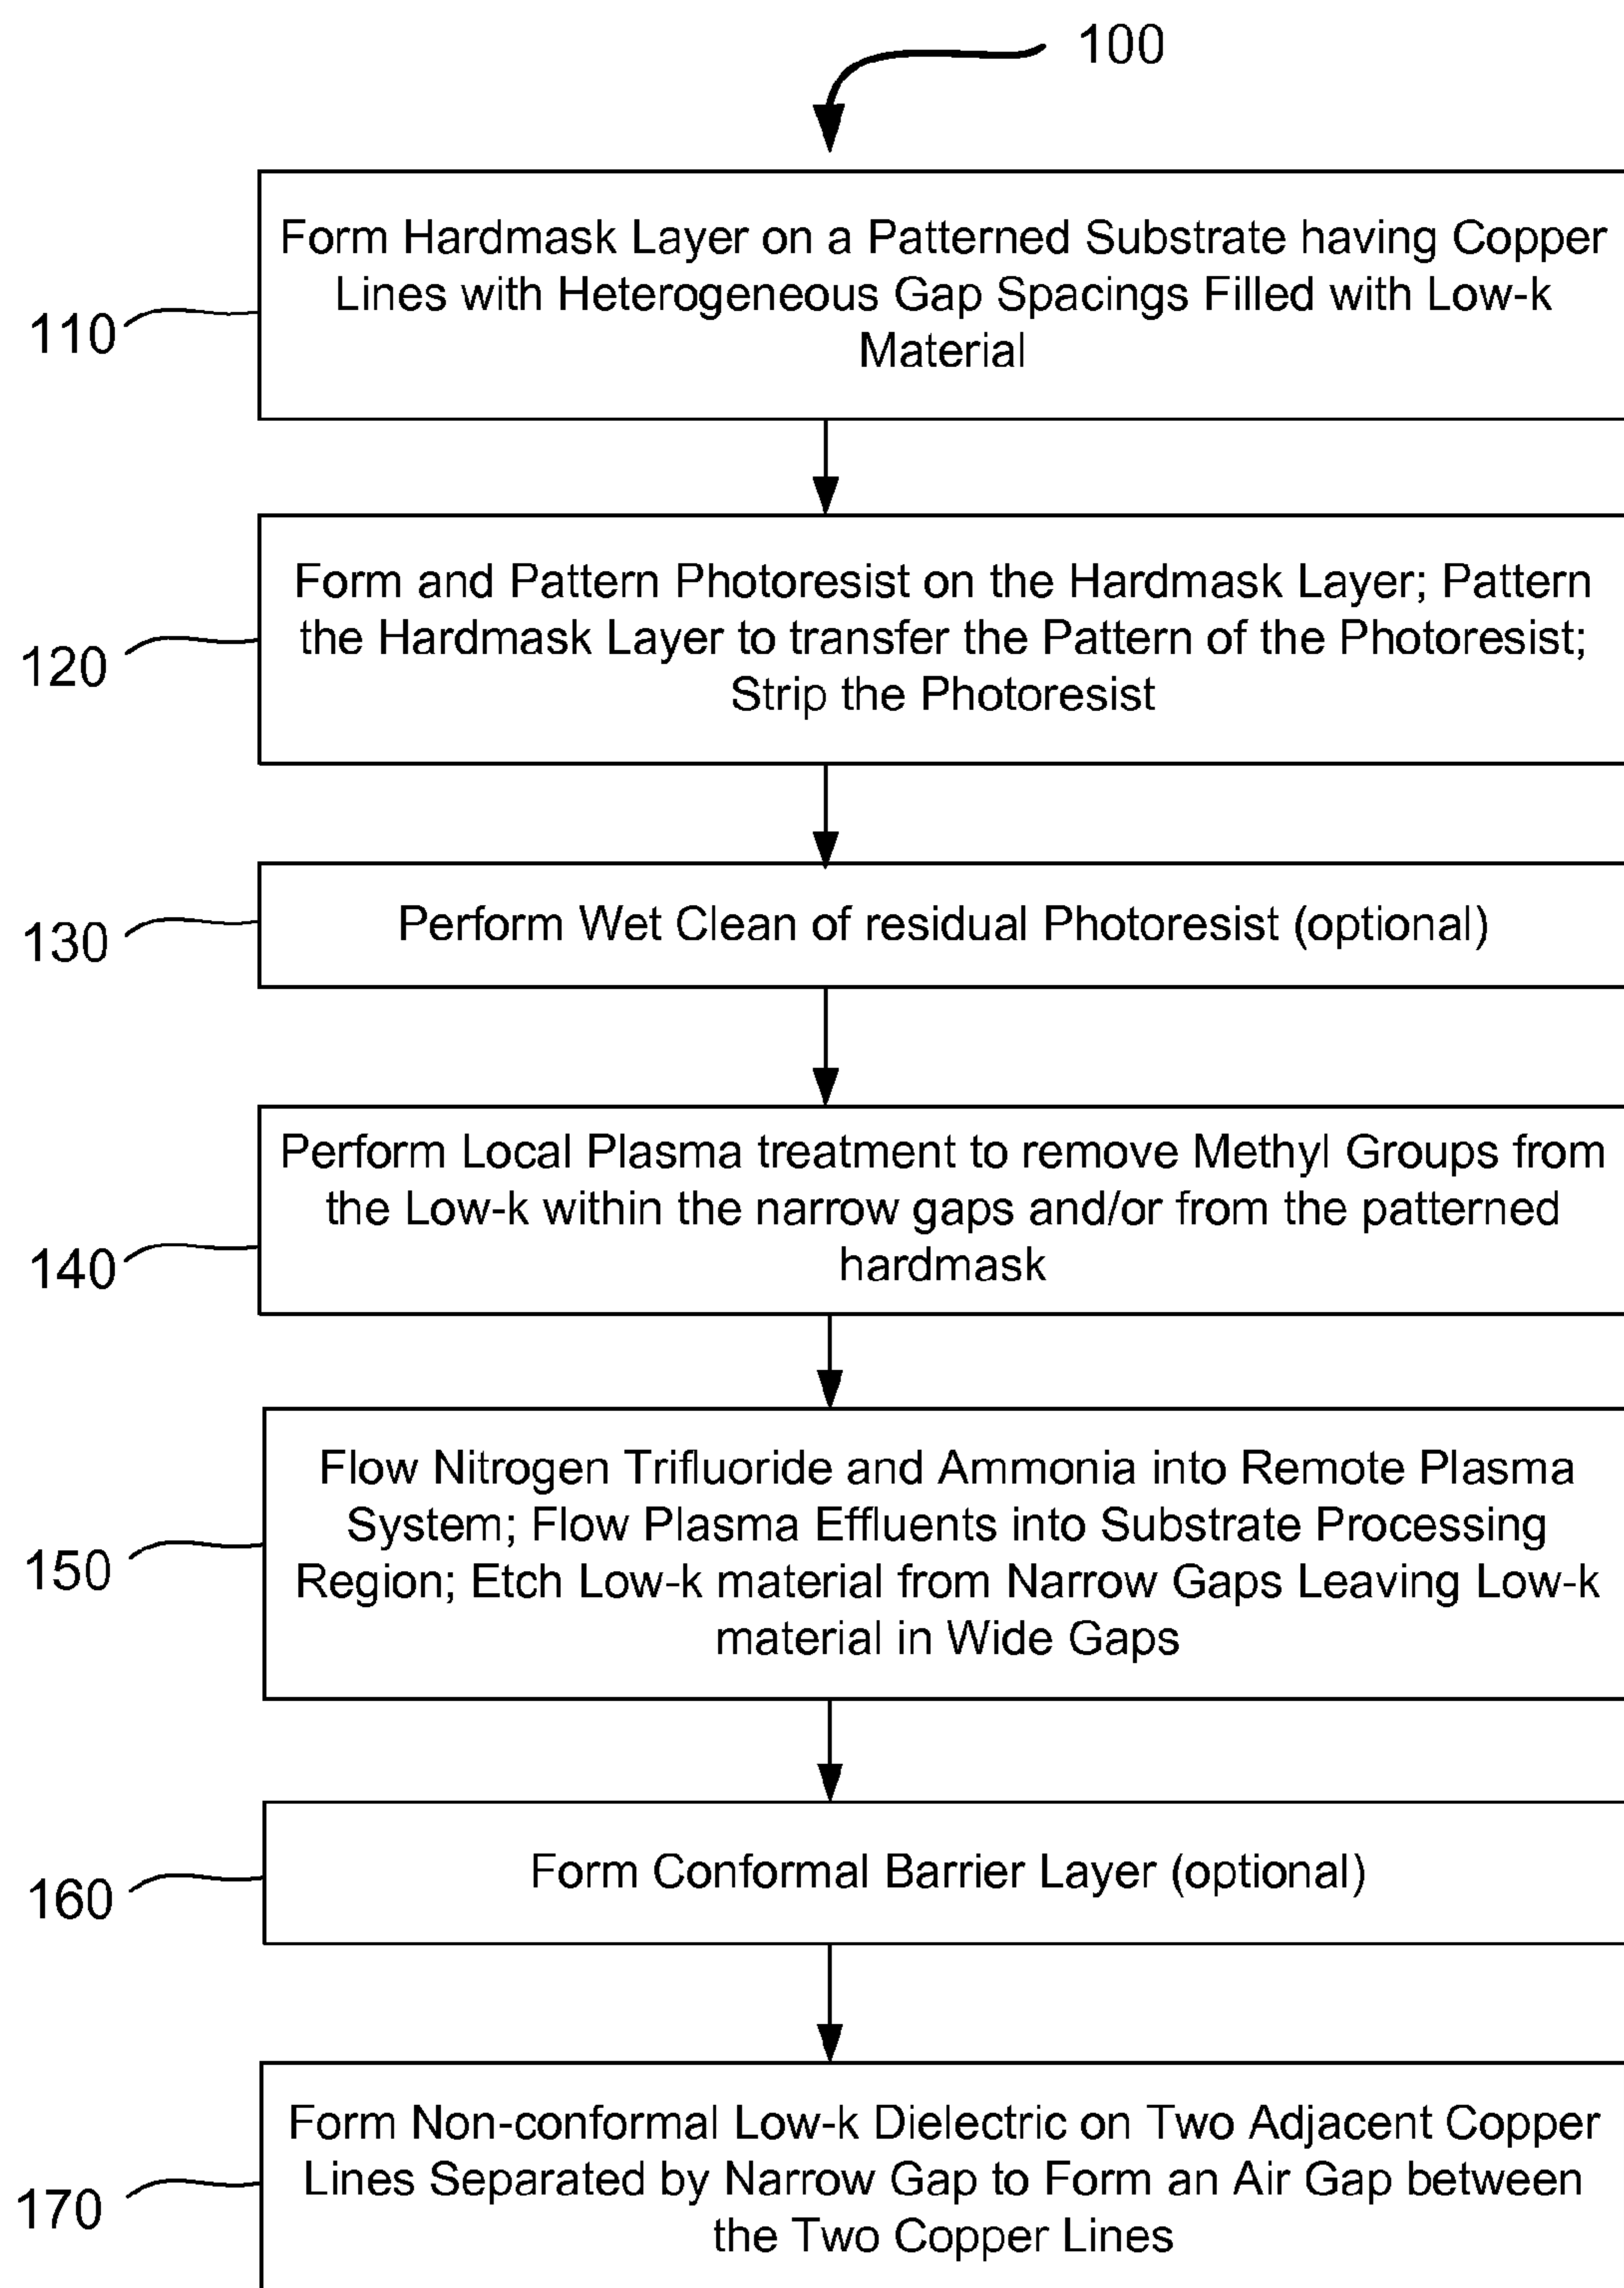 100
Form Hardmask Layer on a Patterned Substrate having Copper
Lines with Heterogeneous Gap Spacings Filled with Low-k
Material
110
Form and Pattern Photoresist on the Hardmask Layer; Pattern
the Hardmask Layer to transfer the Pattern of the Photoresist;
Strip the Photoresist
120
Perform Wet Clean of residual Photoresist (optional)
130
Perform Local Plasma treatment to remove Methyl Groups from
the Low-k within the narrow gaps and/or from the patterned
hardmask
140
Flow Nitrogen Trifluoride and Ammonia into Remote Plasma
System; Flow Plasma Effluents into Substrate Processing
Region; Etch Low-k material from Narrow Gaps Leaving Low-k
material in Wide Gaps
150
Form Conformal Barrier Layer (optional)
160
Form Non-conformal Low-k Dielectric on Two Adjacent Copper
Lines Separated by Narrow Gap to Form an Air Gap between
the Two Copper Lines
170